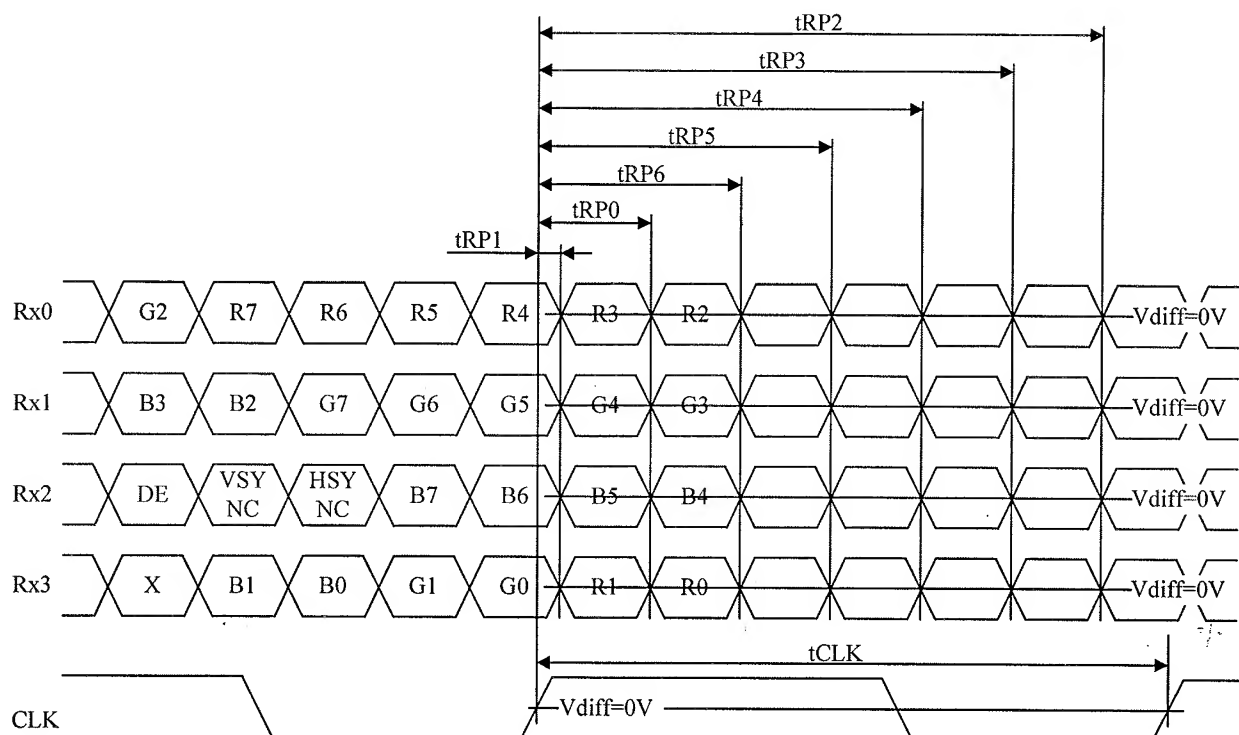 tRP2
tRP3
tRP4
tRP5
tRP6
tRP0
tRP1
Rx0 G2 R7 R6 R5 R4 R3 R2 Vdiff=0V
Rx1 B3 B2 G7 G6 G5 G4 G3 Vdiff=0V
Rx2 DE VSY NC HSY NC B7 B6 B5 B4 Vdiff=0V
Rx3 X B1 B0 G1 G0 R1 R0 Vdiff=0V
tCLK
CLK Vdiff=0V